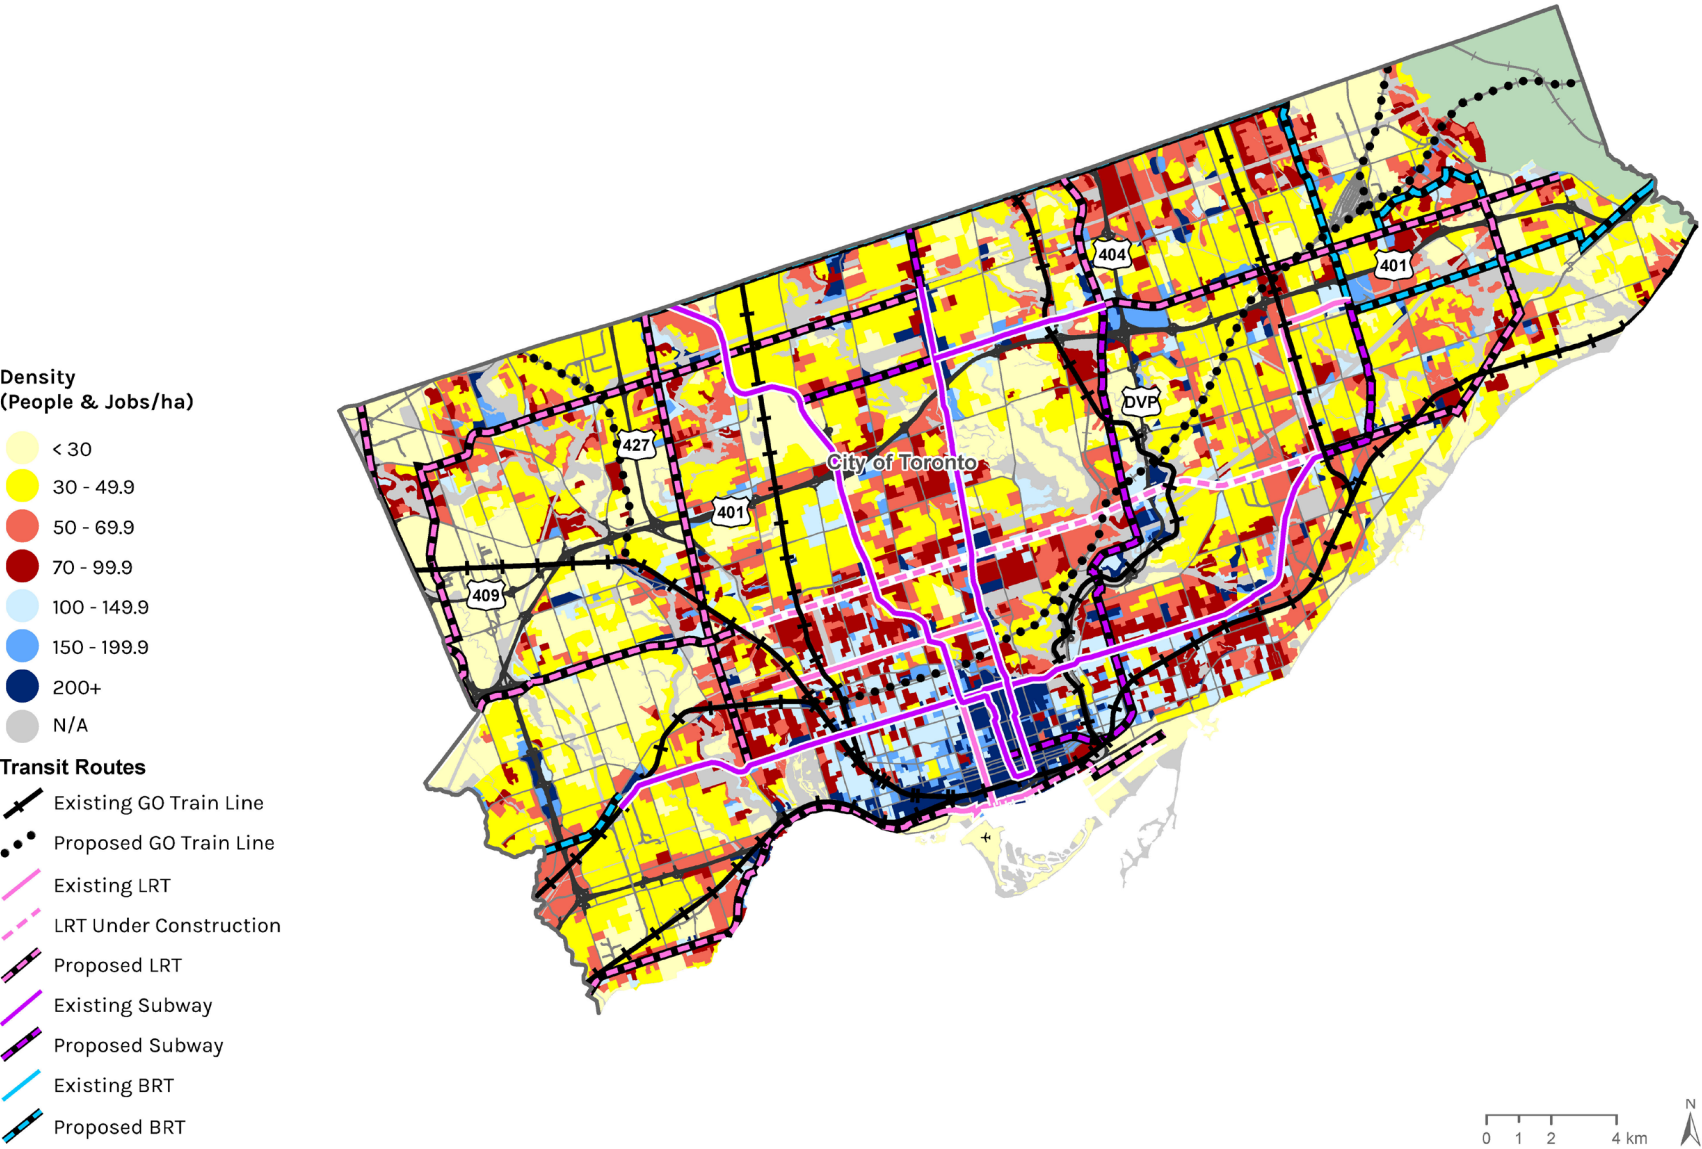 Density
(People & Jobs/ha)
< 30
30 - 49.9
50 - 69.9
70 - 99.9
100 - 149.9
150 - 199.9
200+
N/A
Transit Routes
Existing GO Train Line
Proposed GO Train Line
Existing LRT
LRT Under Construction
Proposed LRT
Existing Subway
Proposed Subway
Existing BRT
Proposed BRT
404
401
DVP
427
City of Toronto
401
409
0 1 2 4 km
N